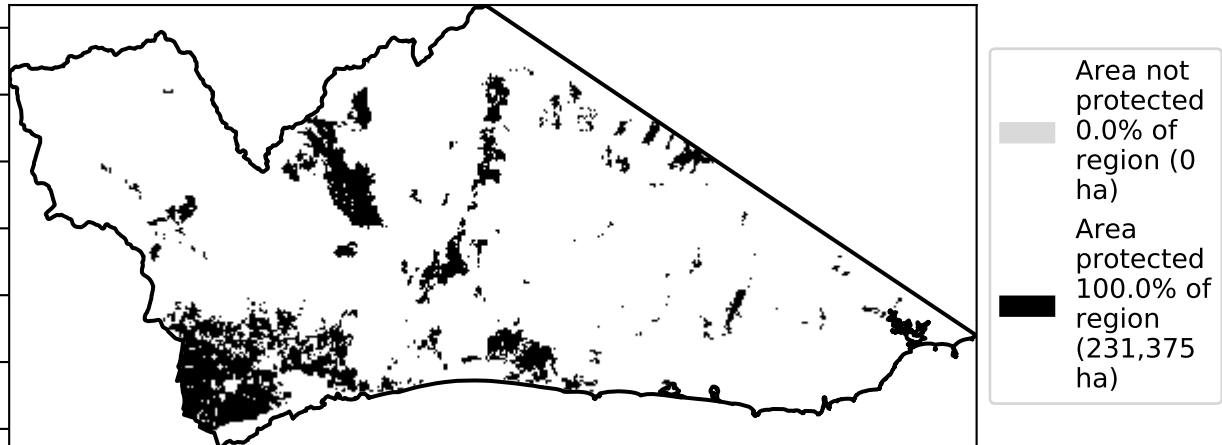 Area not
protected
0.0% of
region (0
ha)
Area
protected
100.0% of
region
(231,375
ha)